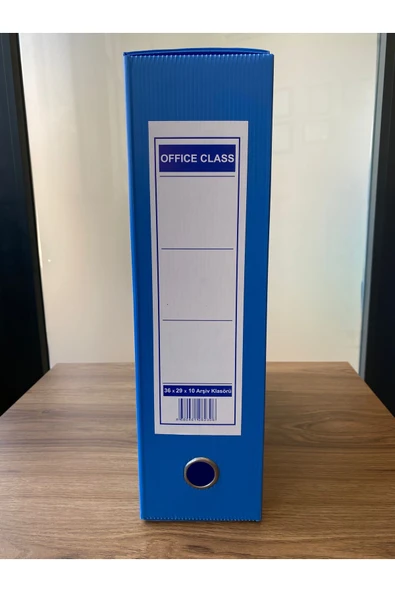 OFFICE CLASS
36 x 29 x 10 Arşiv Klasörü